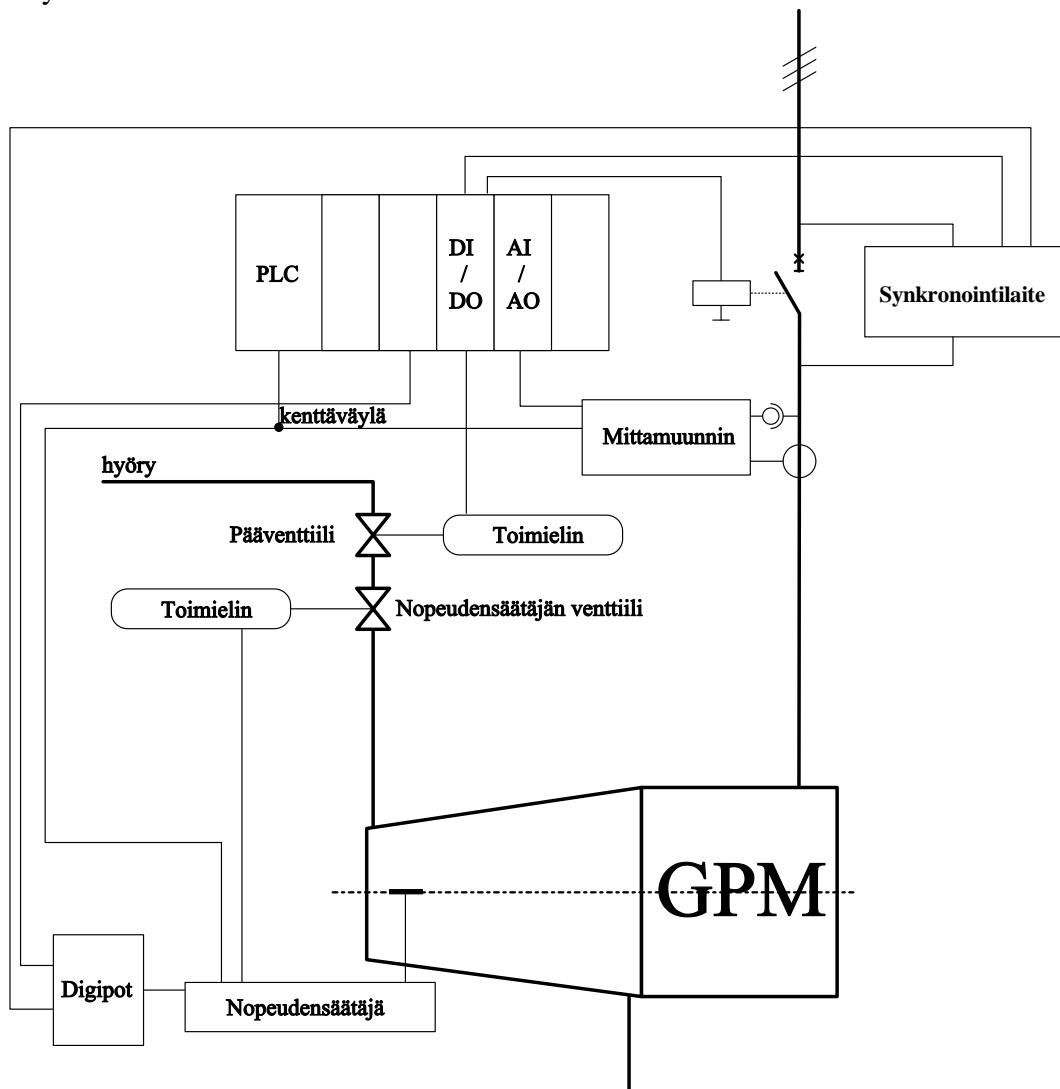 PLC
DI
/
DO
AI
/
AO
Synkronointilaite
kenttäväylä
Mittamuunnin
hyöry
Pääventtiili
Toimielin
Toimielin
Nopeudensäätäjän venttiili
GPM
Digipot
Nopeudensäätäjä